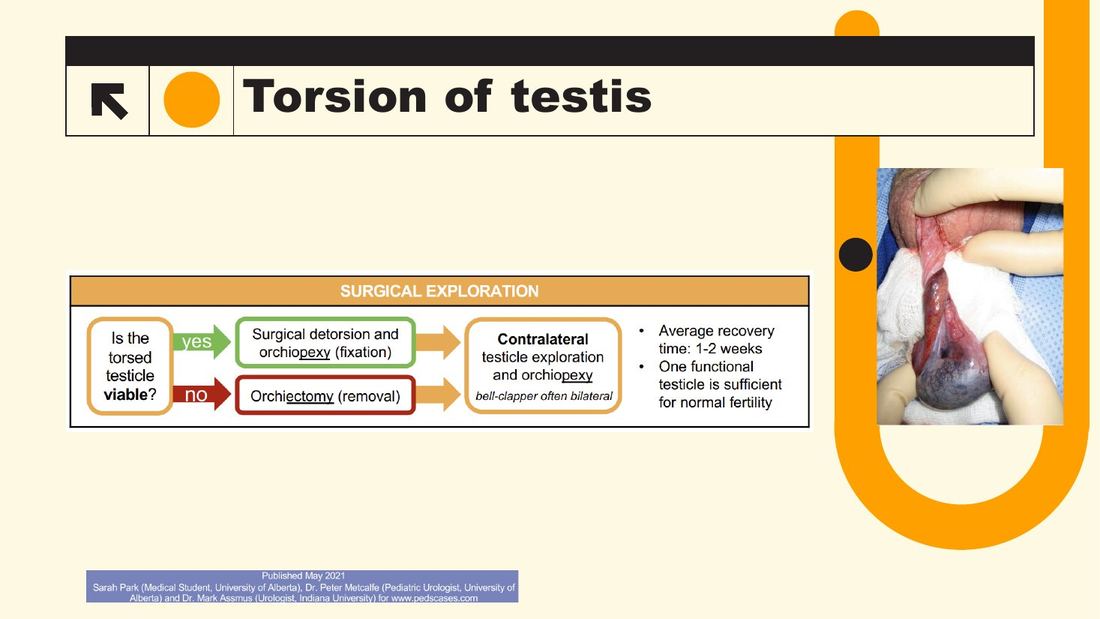 Torsion of testis
SURGICAL EXPLORATION
Is the
torsed
testicle
viable?
yes
no
Surgical detorsion and
orchiopexy (fixation)
Orchiectomy (removal)
Contralateral
testicle exploration
and orchiopexy
bell-clapper often bilateral
• Average recovery
time: 1-2 weeks
• One functional
testicle is sufficient
for normal fertility
Published May 2021
Sarah Park (Medical Student, University of Alberta), Dr. Peter Metcalfe (Pediatric Urologist, University of
Alberta) and Dr. Mark Assmus (Urologist, Indiana University) for www.pedscases.com